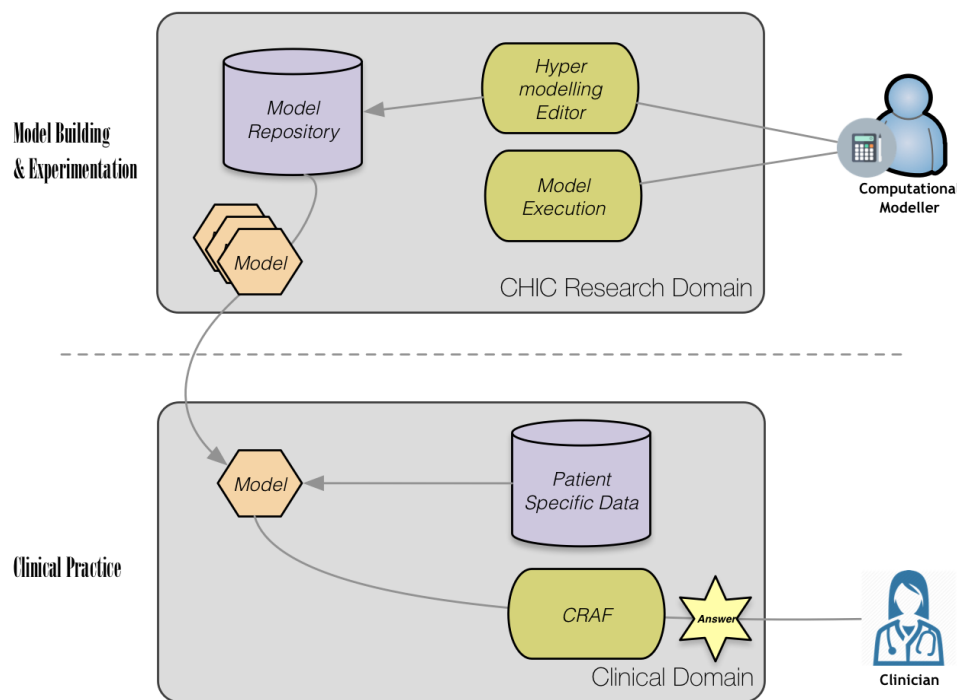 Model Building
& Experimentation
Model
Repository
Hyper
modelling
Editor
Model
Execution
Computational
Modeller
Model
CHIC Research Domain
Clinical Practice
Model
Patient
Specific Data
CRAF
Answer
Clinical Domain
Clinician